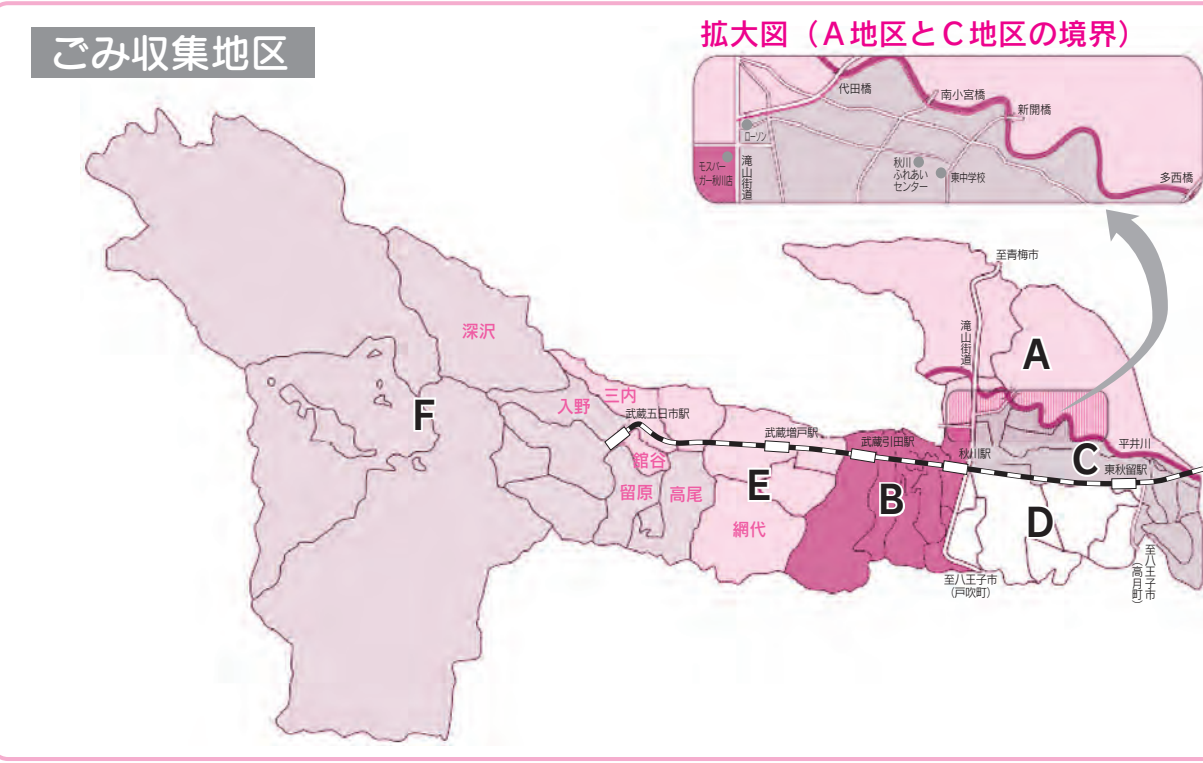 ごみ収集地区
拡大図（A地区とC地区の境界）
代田橋
南小宮橋
新開橋
ローソン
モスバー
ガー秋川店
滝山街道
秋川
ふれあい
センター
東中学校
多西橋
至青梅市
滝山街道
A
深沢
F
入野
三内
武蔵五日市駅
武蔵増戸駅
武蔵引田駅
秋川駅
平井川
C
東秋留駅
舘谷
留原
高尾
E
B
D
網代
至八王子市
（戸吹町）
至八王子市
（高月町）